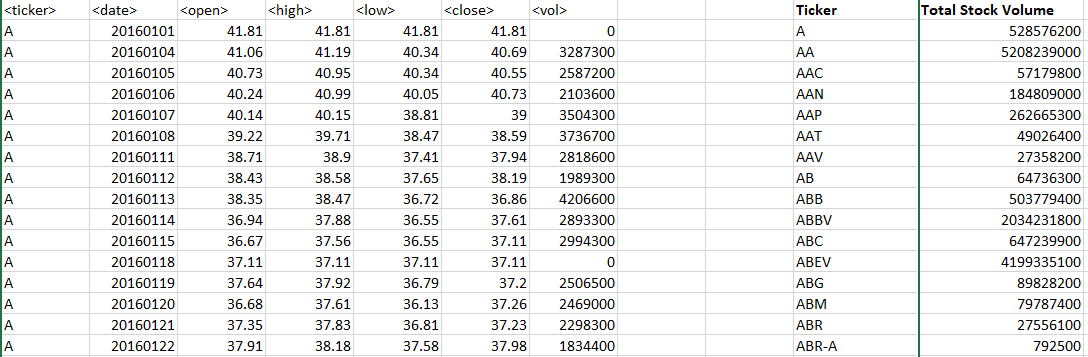 <ticker> <date> <open> <high> <low> <close> <vol> Ticker Total Stock Volume
A 20160101 41.81 41.81 41.81 41.81 0 A 528576200
A 20160104 41.06 41.19 40.34 40.69 3287300 AA 5208239000
A 20160105 40.73 40.95 40.34 40.55 2587200 AAC 57179800
A 20160106 40.24 40.99 40.05 40.73 2103600 AAN 184809000
A 20160107 40.14 40.15 38.81 39 3504300 AAP 262665300
A 20160108 39.22 39.71 38.47 38.59 3736700 AAT 49026400
A 20160111 38.71 38.9 37.41 37.94 2818600 AAV 27358200
A 20160112 38.43 38.58 37.65 38.19 1989300 AB 64736300
A 20160113 38.35 38.47 36.72 36.86 4206600 ABB 503779400
A 20160114 36.94 37.88 36.55 37.61 2893300 ABBV 2034231800
A 20160115 36.67 37.56 36.55 37.11 2994300 ABC 647239900
A 20160118 37.11 37.11 37.11 37.11 0 ABEV 4199335100
A 20160119 37.64 37.92 36.79 37.2 2506500 ABG 89828200
A 20160120 36.68 37.61 36.13 37.26 2469000 ABM 79787400
A 20160121 37.35 37.83 36.81 37.23 2298300 ABR 27556100
A 20160122 37.91 38.18 37.58 37.98 1834400 ABR-A 792500